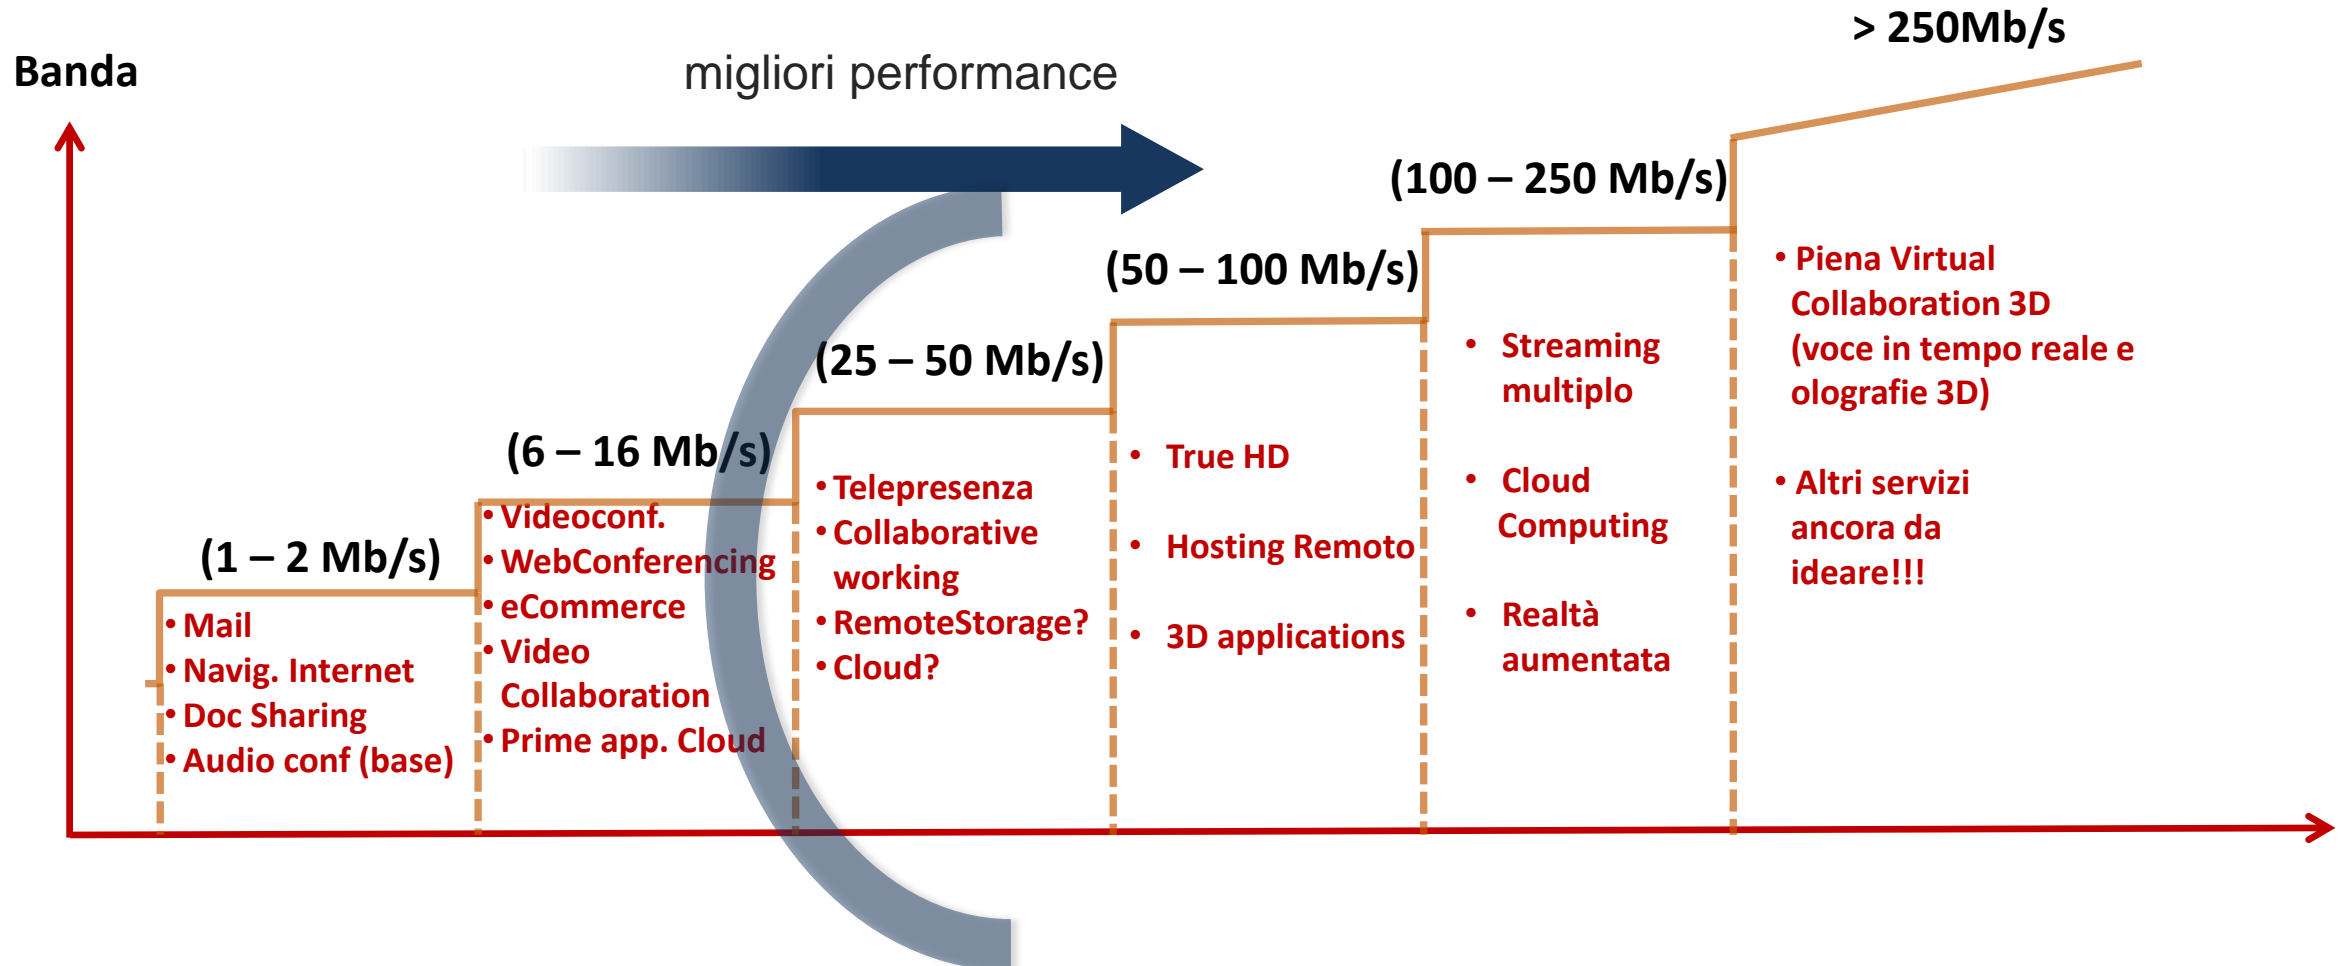 > 250Mb/s
Banda
migliori performance
(100 – 250 Mb/s)
(50 – 100 Mb/s)
(25 – 50 Mb/s)
(6 – 16 Mb/s)
(1 – 2 Mb/s)
• Mail
• Navig. Internet
• Doc Sharing
• Audio conf (base)
• Videoconf.
• WebConferencing
• eCommerce
• Video
Collaboration
• Prime app. Cloud
• Telepresenza
• Collaborative
working
• RemoteStorage?
• Cloud?
• True HD
• Hosting Remoto
• 3D applications
• Streaming
multiplo
• Cloud
Computing
• Realtà
aumentata
• Piena Virtual
Collaboration 3D
(voce in tempo reale e
olografie 3D)
• Altri servizi
ancora da
ideare!!!